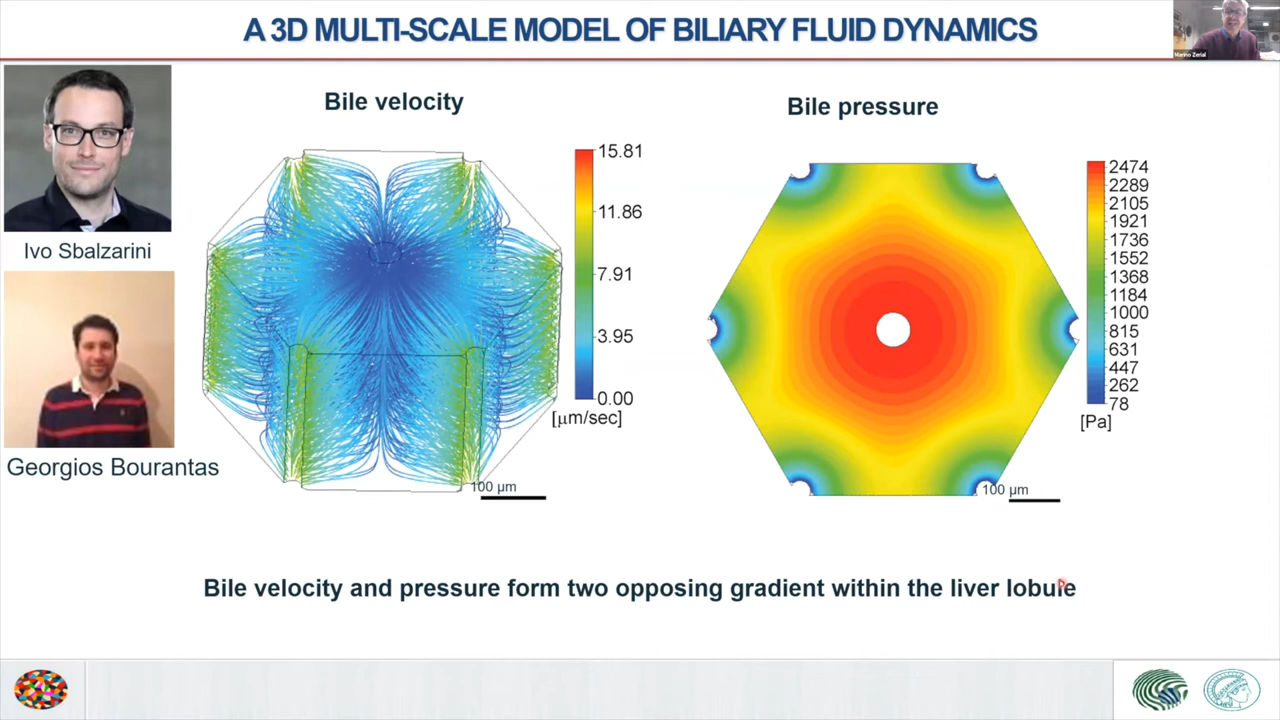 A 3D MULTI-SCALE MODEL OF BILIARY FLUID DYNAMICS
Marino Zerial
Bile velocity
Bile pressure
Ivo Sbalzarini
Georgios Bourantas
15.81
11.86
7.91
3.95
0.00
[μm/sec]
100 μm
2474
2289
2105
1921
1736
1552
1368
1184
1000
815
631
447
262
78
[Pa]
100 μm
Bile velocity and pressure form two opposing gradient within the liver lobule